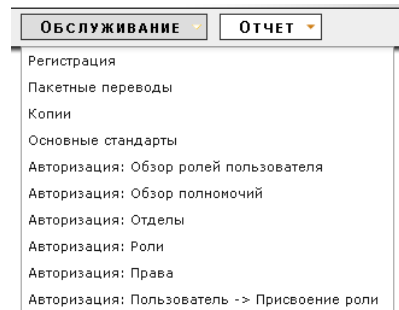 Обслуживание Отчет
Регистрация
Пакетные переводы
Копии
Основные стандарты
Авторизация: Обзор ролей пользователя
Авторизация: Обзор полномочий
Авторизация: Отделы
Авторизация: Роли
Авторизация: Права
Авторизация: Пользователь -> Присвоение роли